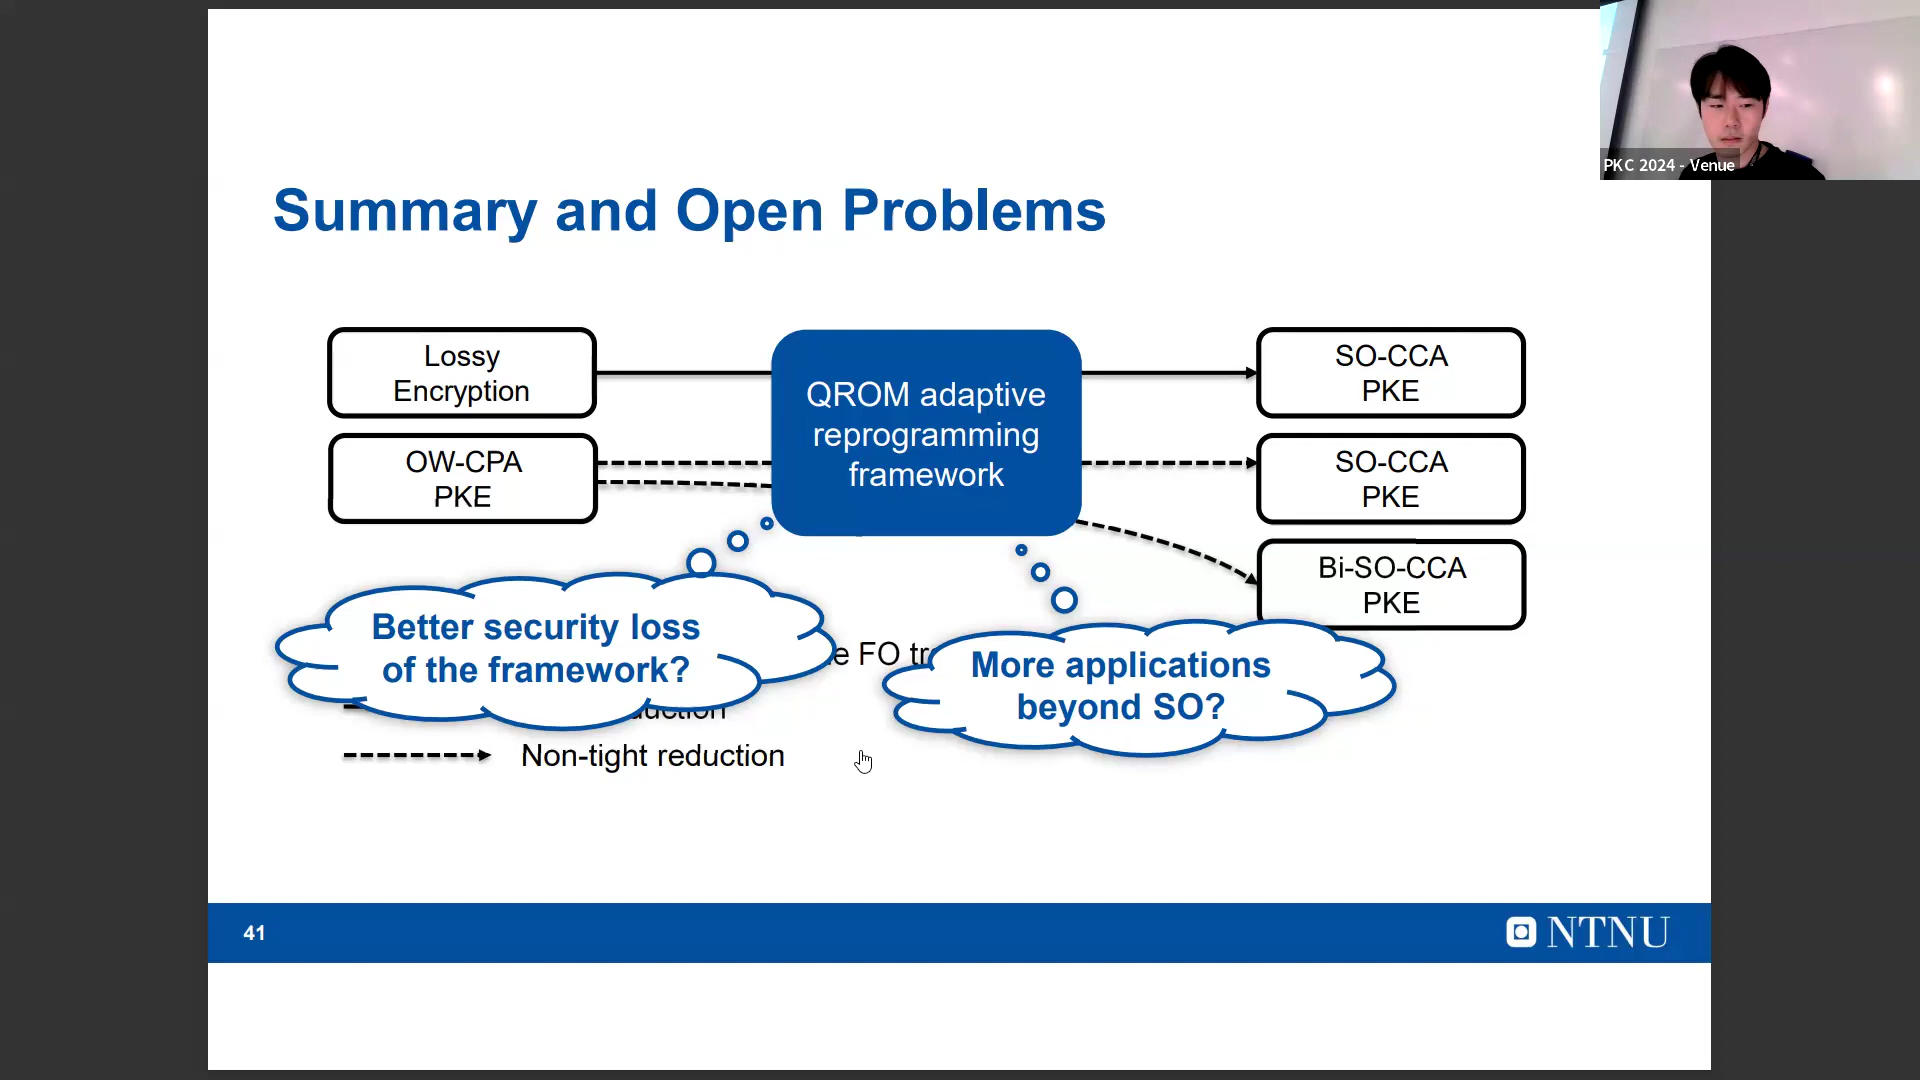 PKC 2024 - Venue
Summary and Open Problems
Lossy
Encryption
OW-CPA
PKE
QROM adaptive
reprogramming
framework
SO-CCA
PKE
SO-CCA
PKE
Bi-SO-CCA
PKE
Better security loss
of the framework?
FO
More applications
beyond SO?
Non-tight reduction
41
NTNU